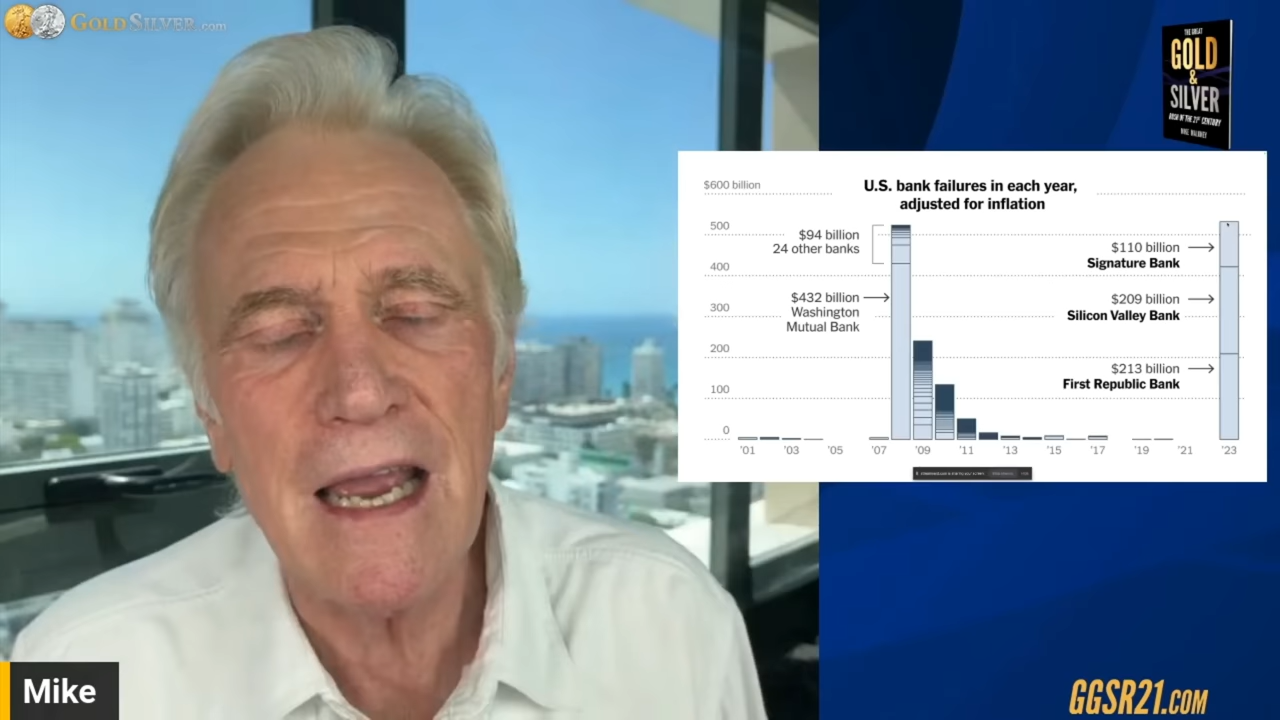 GOLDSILVER.com
THE GREAT
GOLD
&
SILVER
RUSH OF THE 21ST CENTURY
MIKE MALONEY
U.S. bank failures in each year,
adjusted for inflation
$600 billion
500
400
300
200
100
0
$94 billion
24 other banks
$432 billion
Washington
Mutual Bank
$110 billion
Signature Bank
$209 billion
Silicon Valley Bank
$213 billion
First Republic Bank
'01 '03 '05 '07 '09 '11 '13 '15 '17 '19 '21 '23
Mike
GGSR21.COM